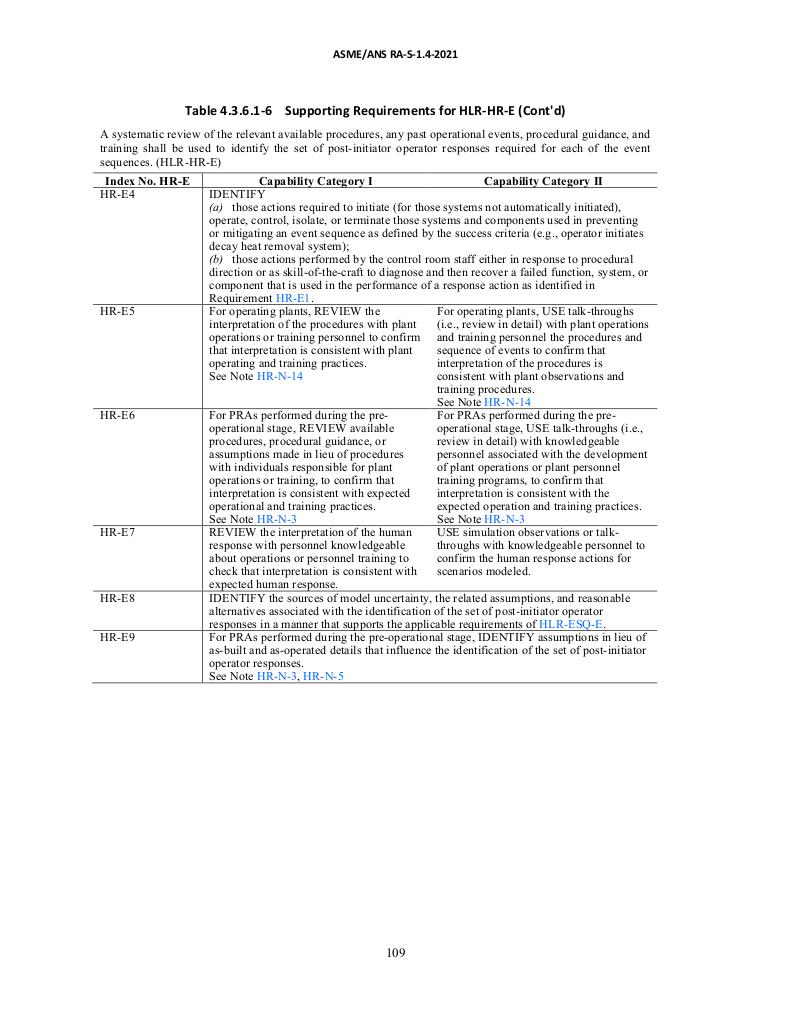 ASME/ANS RA-S-1.4-2021
Table 4.3.6.1-6 Supporting Requirements for HLR-HR-E (Cont'd)
A systematic review of the relevant available procedures, any past operational events, procedural guidance, and
training shall be used to identify the set of post-initiator operator responses required for each of the event
sequences. (HLR-HR-E)
Index No. HR-E Capability Category I Capability Category II
HR-E4 IDENTIFY
(a) those actions required to initiate (for those systems not automatically initiated),
operate, control, isolate, or terminate those systems and components used in preventing
or mitigating an event sequence as defined by the success criteria (e.g., operator initiates
decay heat removal system);
(b) those actions performed by the control room staff either in response to procedural
direction or as skill-of-the-craft to diagnose and then recover a failed function, system, or
component that is used in the performance of a response action as identified in
Requirement HR-E1.
HR-E5
For operating plants, REVIEW the
interpretation of the procedures with plant
operations or training personnel to confirm
that interpretation is consistent with plant
operating and training practices.
See Note HR-N-14
For operating plants, USE talk-throughs
(i.e., review in detail) with plant operations
and training personnel the procedures and
sequence of events to confirm that
interpretation of the procedures is
consistent with plant observations and
training procedures.
See Note HR-N-14
HR-E6
For PRAs performed during the pre-
operational stage, REVIEW available
procedures, procedural guidance, or
assumptions made in lieu of procedures
with individuals responsible for plant
operations or training, to confirm that
interpretation is consistent with expected
operational and training practices.
See Note HR-N-3
For PRAs performed during the pre-
operational stage, USE talk-throughs (i.e.,
review in detail) with knowledgeable
personnel associated with the development
of plant operations or plant personnel
training programs, to confirm that
interpretation is consistent with the
expected operation and training practices.
See Note HR-N-3
HR-E7
REVIEW the interpretation of the human
response with personnel knowledgeable
about operations or personnel training to
check that interpretation is consistent with
expected human response.
USE simulation observations or talk-
throughs with knowledgeable personnel to
confirm the human response actions for
scenarios modeled.
HR-E8
IDENTIFY the sources of model uncertainty, the related assumptions, and reasonable
alternatives associated with the identification of the set of post-initiator operator
responses in a manner that supports the applicable requirements of HLR-ESQ-E.
HR-E9
For PRAs performed during the pre-operational stage, IDENTIFY assumptions in lieu of
as-built and as-operated details that influence the identification of the set of post-initiator
operator responses.
See Note HR-N-3, HR-N-5
109